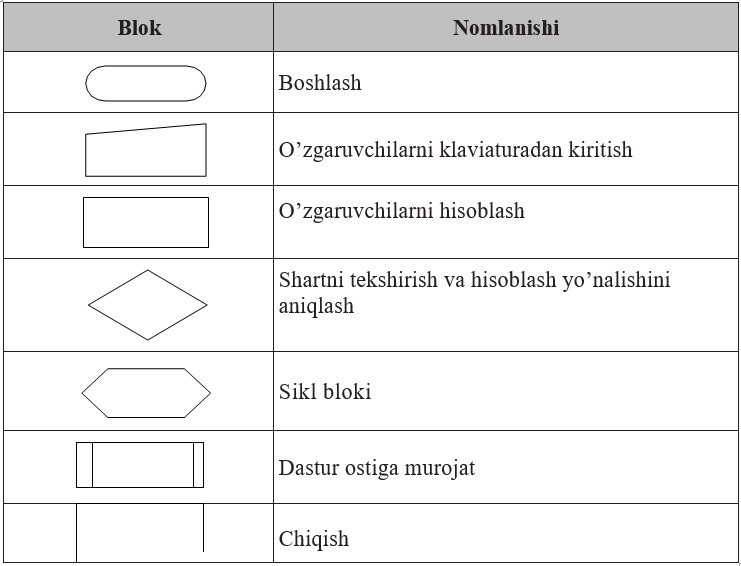 Blok
Nomlanishi
Boshlash
O’zgaruvchilarni klaviaturadan kiritish
O’zgaruvchilarni hisoblash
Shartni tekshirish va hisoblash yo’nalishini
aniqlash
Sikl bloki
Dastur ostiga murojat
Chiqish